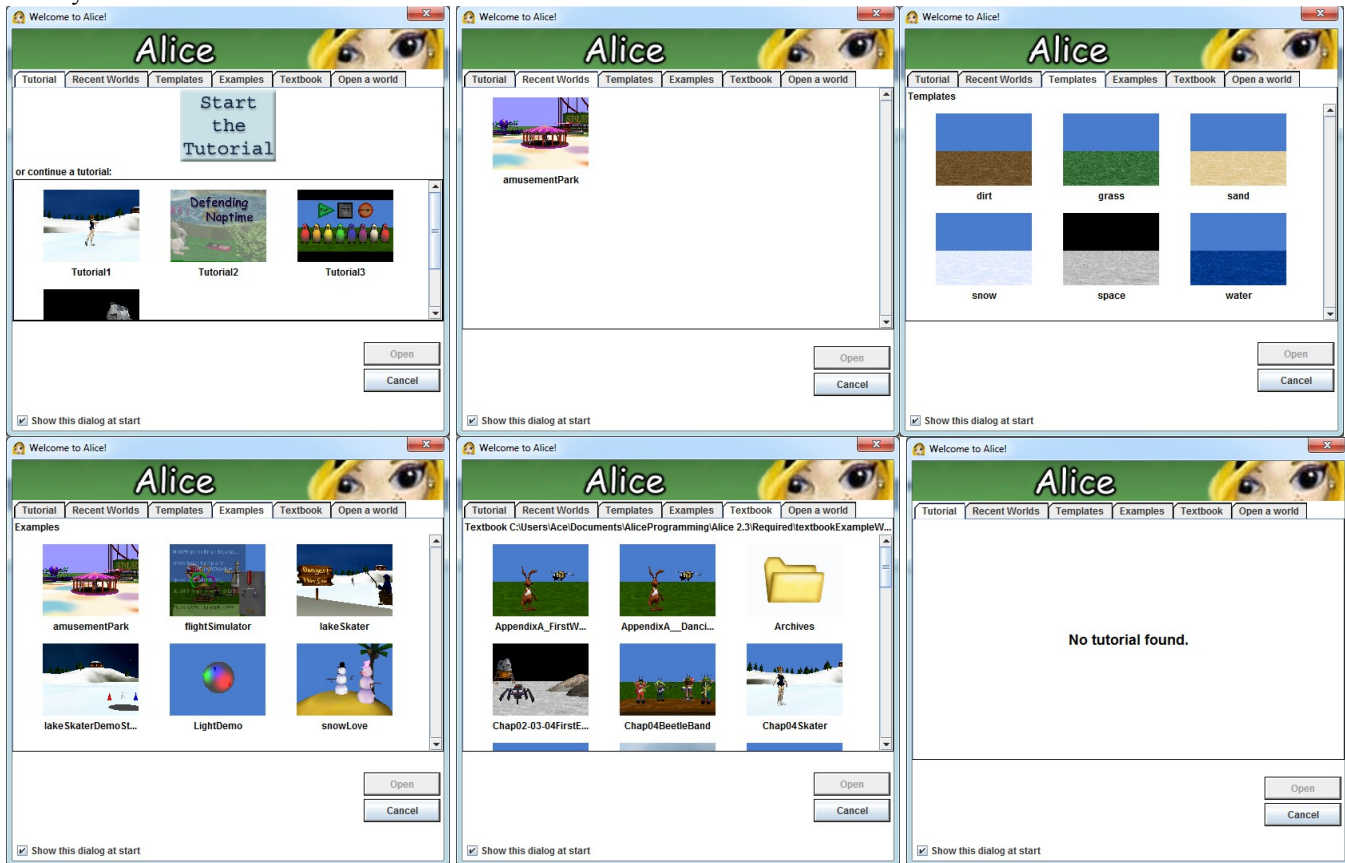 Welcome to Alice!
Alice
Tutorial Recent Worlds Templates Examples Textbook Open a world
Start
the
Tutorial
or continue a tutorial:
Defending
Naptime
Tutorial1 Tutorial2 Tutorial3
Open
Cancel
Show this dialog at start
Welcome to Alice!
Alice
Tutorial Recent Worlds Templates Examples Textbook Open a world
amusementPark
Open
Cancel
Show this dialog at start
Welcome to Alice!
Alice
Tutorial Recent Worlds Templates Examples Textbook Open a world
Templates
dirt grass sand
snow space water
Open
Cancel
Show this dialog at start
Welcome to Alice!
Alice
Tutorial Recent Worlds Templates Examples Textbook Open a world
Examples
Danger!
Thin Ice
amusementPark flightSimulator lakeSkater
lakeSkaterDemoSt... LightDemo snowLove
Open
Cancel
Show this dialog at start
Welcome to Alice!
Alice
Tutorial Recent Worlds Templates Examples Textbook Open a world
Textbook C:\Users\Ace\Documents\AliceProgramming\Alice 2.3\Required\textbookExampleW...
AppendixA_FirstW... AppendixA__Danci... Archives
Chap02-03-04FirstE... Chap04BeetleBand Chap04Skater
Open
Cancel
Show this dialog at start
Welcome to Alice!
Alice
Tutorial Recent Worlds Templates Examples Textbook Open a world
No tutorial found.
Open
Cancel
Show this dialog at start